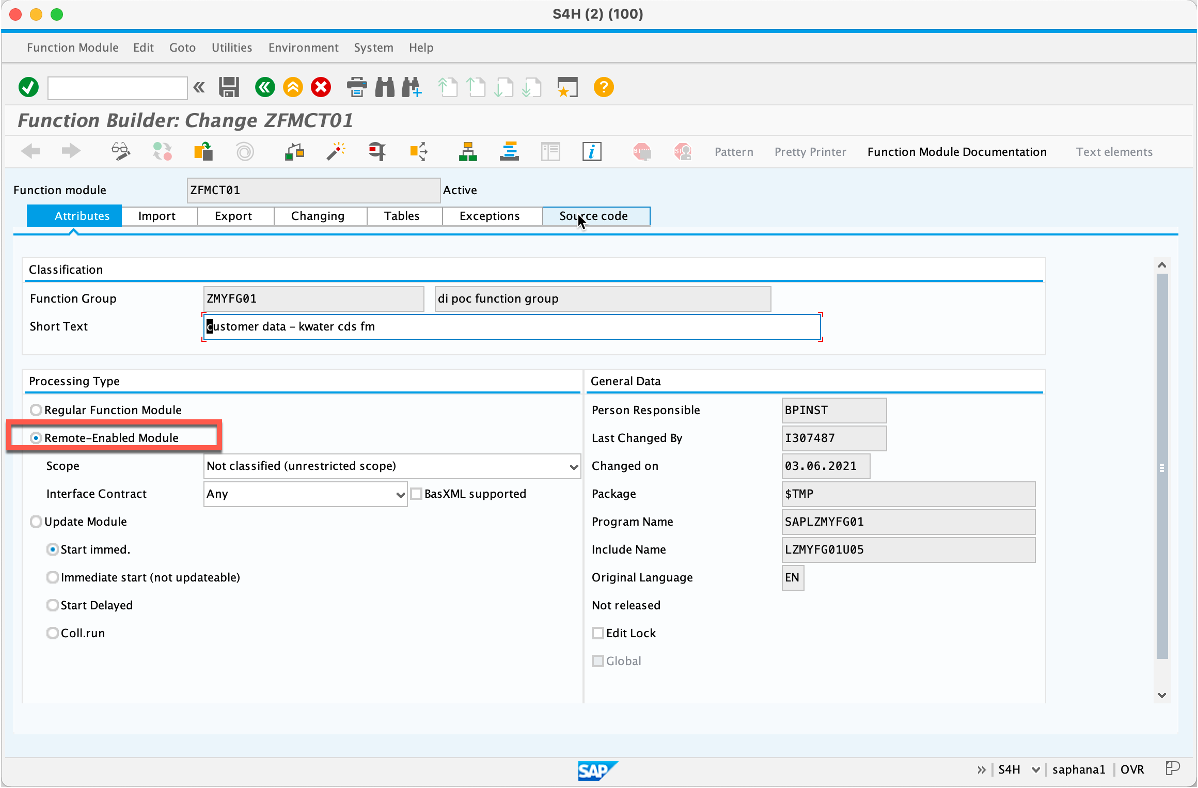 S4H (2) (100)
Function Module Edit Goto Utilities Environment System Help
Function Builder: Change ZFMCT01
Pattern Pretty Printer Function Module Documentation Text elements
Function module ZFMCT01 Active
Attributes Import Export Changing Tables Exceptions Source code
Classification
Function Group ZMYFG01 di poc function group
Short Text customer data - kwater cds fm
Processing Type General Data
Regular Function Module Person Responsible BPINST
Remote-Enabled Module Last Changed By I307487
Scope Not classified (unrestricted scope) Changed on 03.06.2021
Interface Contract Any BasXML supported Package $TMP
Update Module Program Name SAPLZMYFG01
Start immed. Include Name LZMYFG01U05
Immediate start (not updateable) Original Language EN
Start Delayed Not released
Coll.run Edit Lock
Global
SAP S4H saphana1 OVR